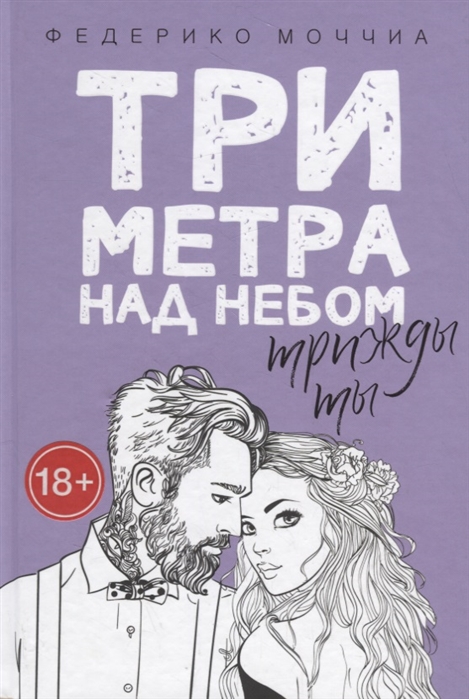 ФЕДЕРИКО МОЧЧИА
ТРИ
МЕТРА
НАД НЕБОМ
трижды
ты
18+